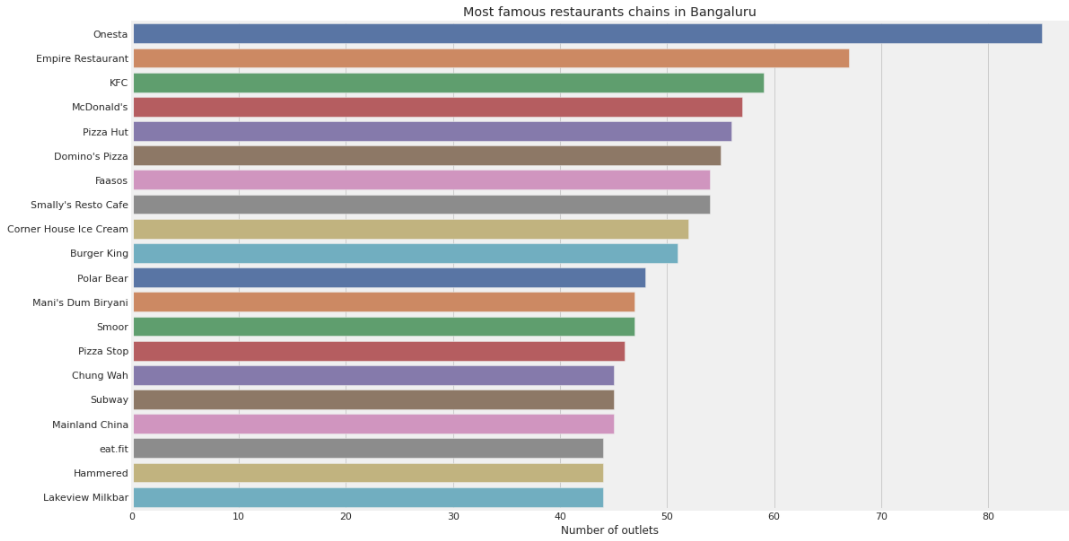 Most famous restaurants chains in Bangaluru
Onesta
Empire Restaurant
KFC
McDonald's
Pizza Hut
Domino's Pizza
Faasos
Smally's Resto Cafe
Corner House Ice Cream
Burger King
Polar Bear
Mani's Dum Biryani
Smoor
Pizza Stop
Chung Wah
Subway
Mainland China
eat.fit
Hammered
Lakeview Milkbar
0 10 20 30 40 50 60 70 80
Number of outlets